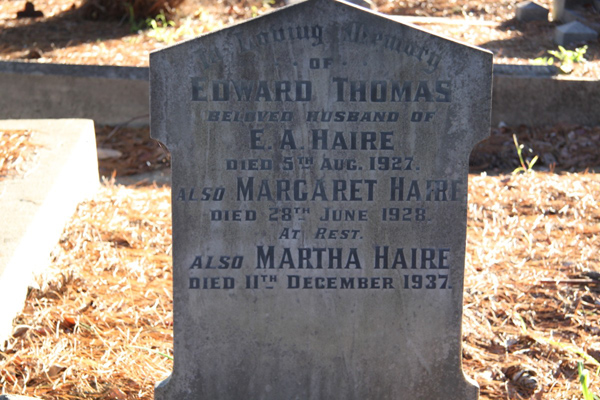 In Loving Memory
OF
EDWARD THOMAS
BELOVED HUSBAND OF
E.A. HAIRE
DIED 5TH AUG. 1927.
ALSO MARGARET HAIRE
DIED 28TH JUNE 1928.
AT REST.
ALSO MARTHA HAIRE
DIED 11TH DECEMBER 1937.